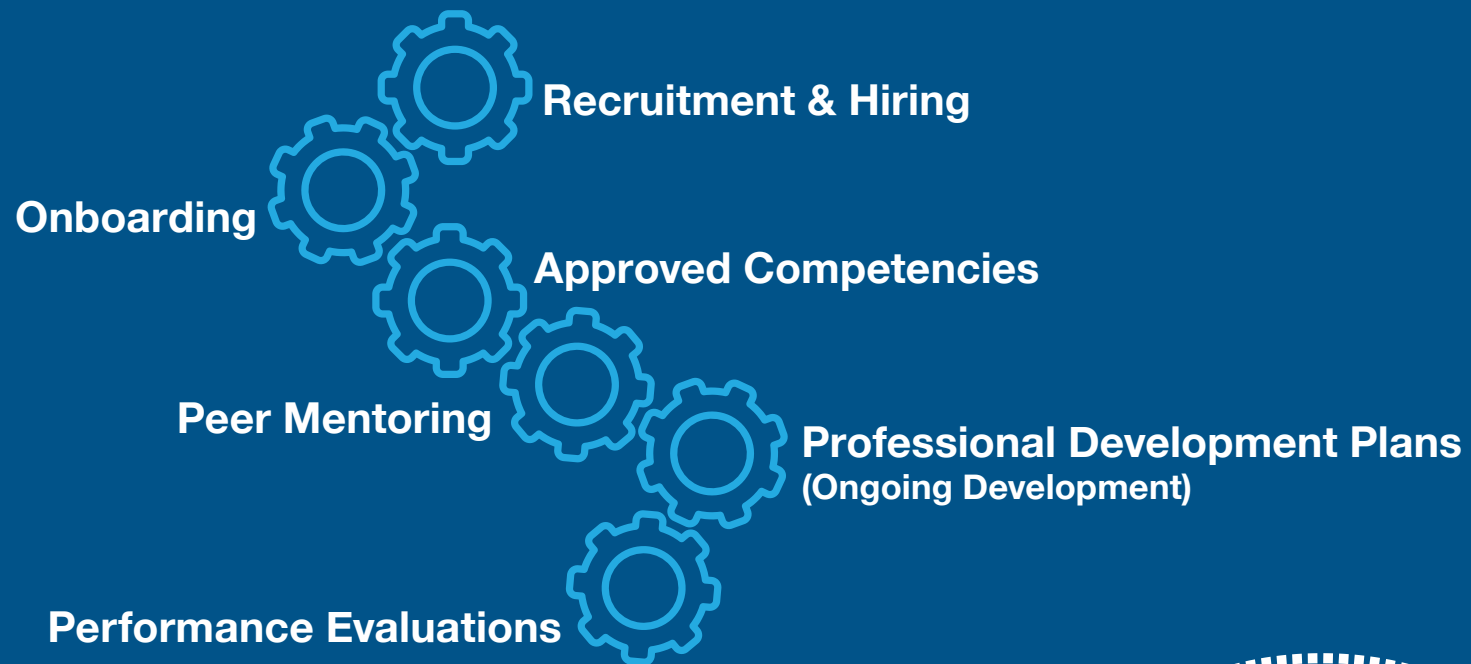 Recruitment & Hiring
Onboarding
Approved Competencies
Peer Mentoring
Professional Development Plans
(Ongoing Development)
Performance Evaluations